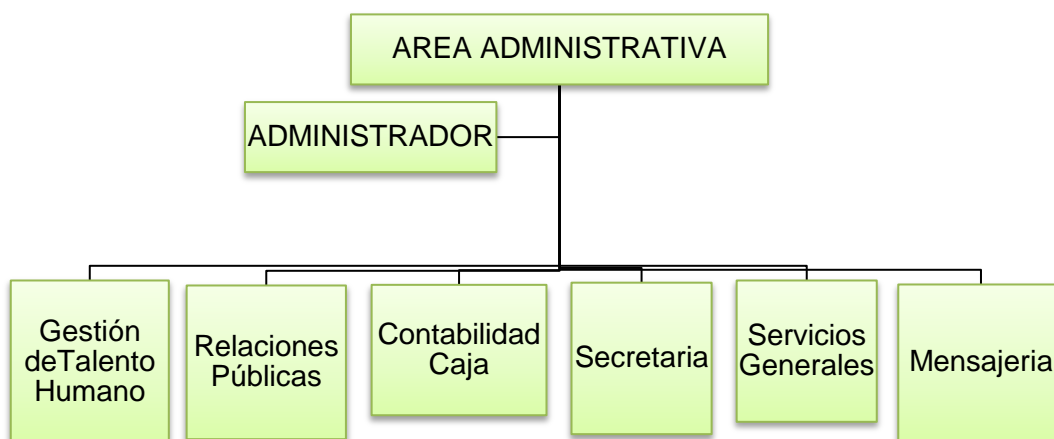 AREA ADMINISTRATIVA
ADMINISTRADOR
Gestión
deTalento
Humano
Relaciones
Públicas
Contabilidad
Caja
Secretaria
Servicios
Generales
Mensajeria